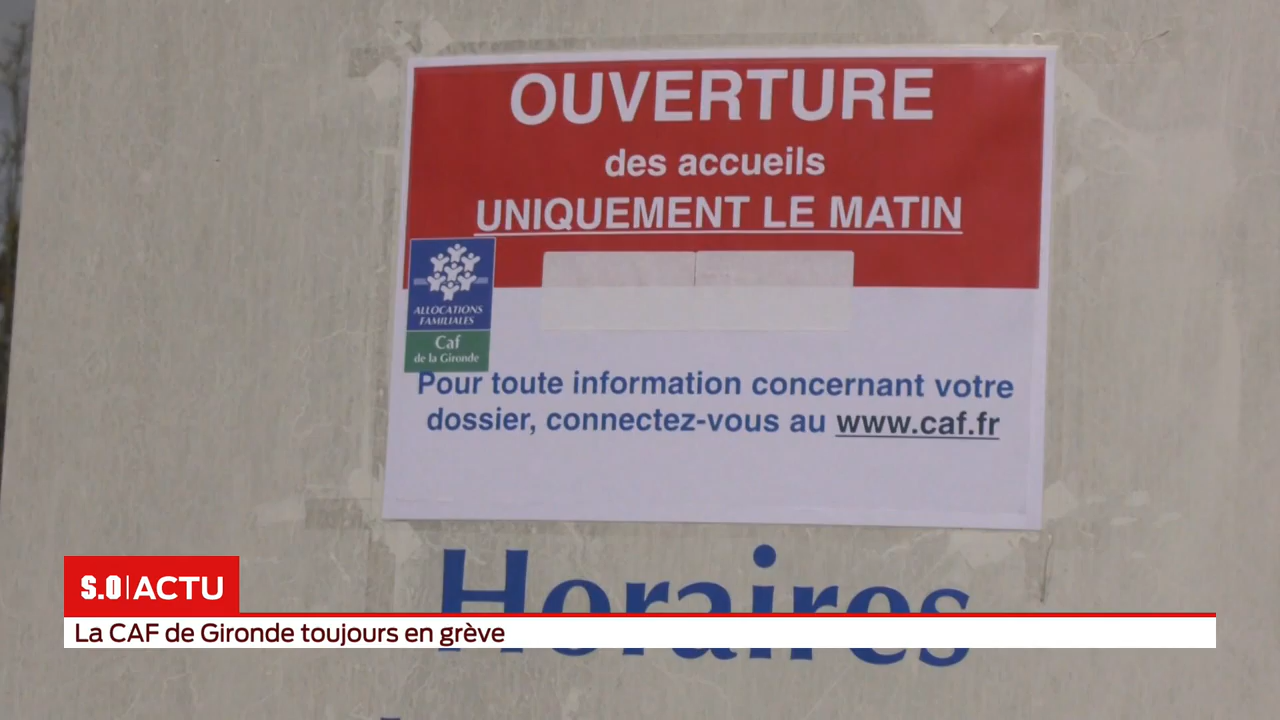 OUVERTURE
des accueils
UNIQUEMENT LE MATIN
ALLOCATIONS
FAMILIALES
Caf
de la Gironde
Pour toute information concernant votre
dossier, connectez-vous au www.caf.fr
Horaires
S.O ACTU
La CAF de Gironde toujours en grève